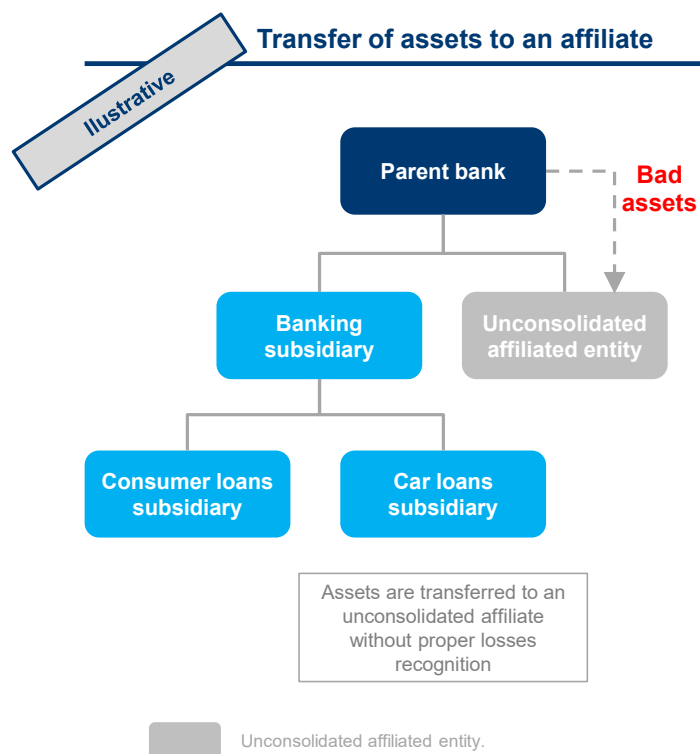 Transfer of assets to an affiliate
Ilustrative
Parent bank
Bad
assets
Banking
subsidiary
Unconsolidated
affiliated entity
Consumer loans
subsidiary
Car loans
subsidiary
Assets are transferred to an
unconsolidated affiliate
without proper losses
recognition
Unconsolidated affiliated entity.